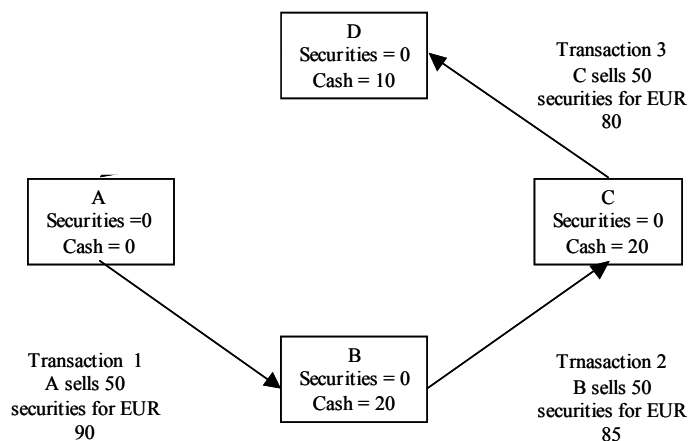 D
Securities = 0
Cash = 10
Transaction 3
C sells 50
securities for EUR
80
A
Securities =0
Cash = 0
C
Securities = 0
Cash = 20
B
Securities = 0
Cash = 20
Transaction 1
A sells 50
securities for EUR
90
Trnasaction 2
B sells 50
securities for EUR
85